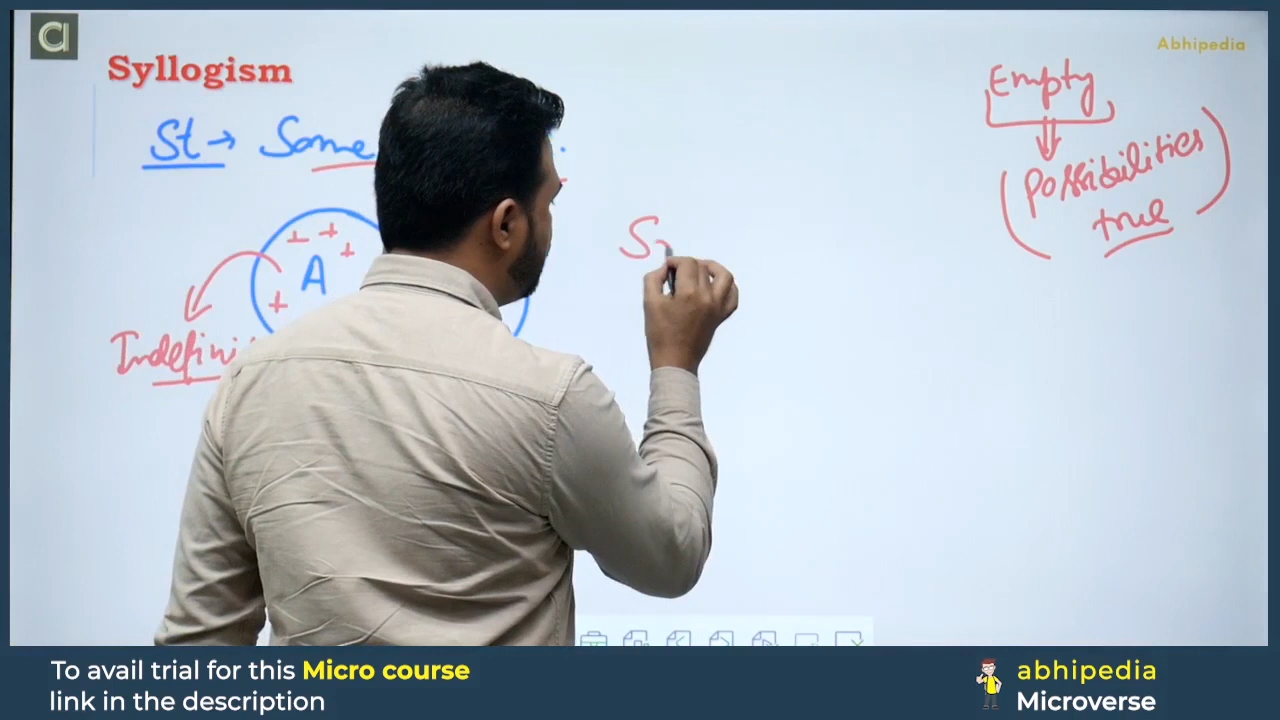 Abhipedia
Syllogism
Empty
St → Some
(possibilities
true)
A
To avail trial for this Micro course
link in the description
abhipedia
Microverse